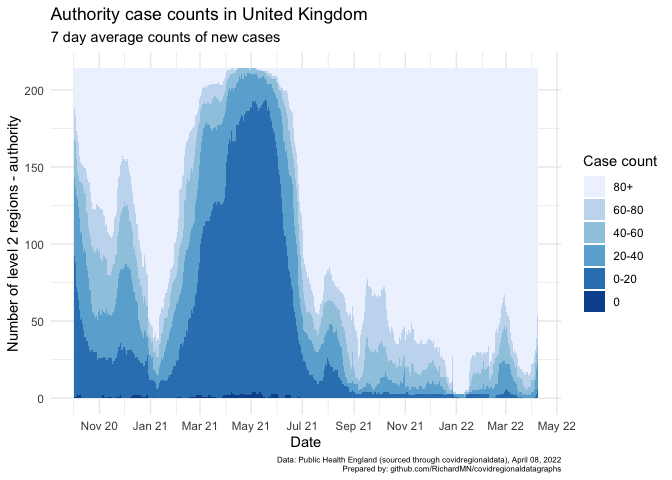 Authority case counts in United Kingdom
7 day average counts of new cases
Number of level 2 regions - authority
200
150
100
50
0
Nov 20 Jan 21 Mar 21 May 21 Jul 21 Sep 21 Nov 21 Jan 22 Mar 22 May 22
Date
Case count
80+
60-80
40-60
20-40
0-20
0
Data: Public Health England (sourced through covidregionaldata), April 08, 2022
Prepared by: github.com/RichardMN/covidregionaldatagraphs